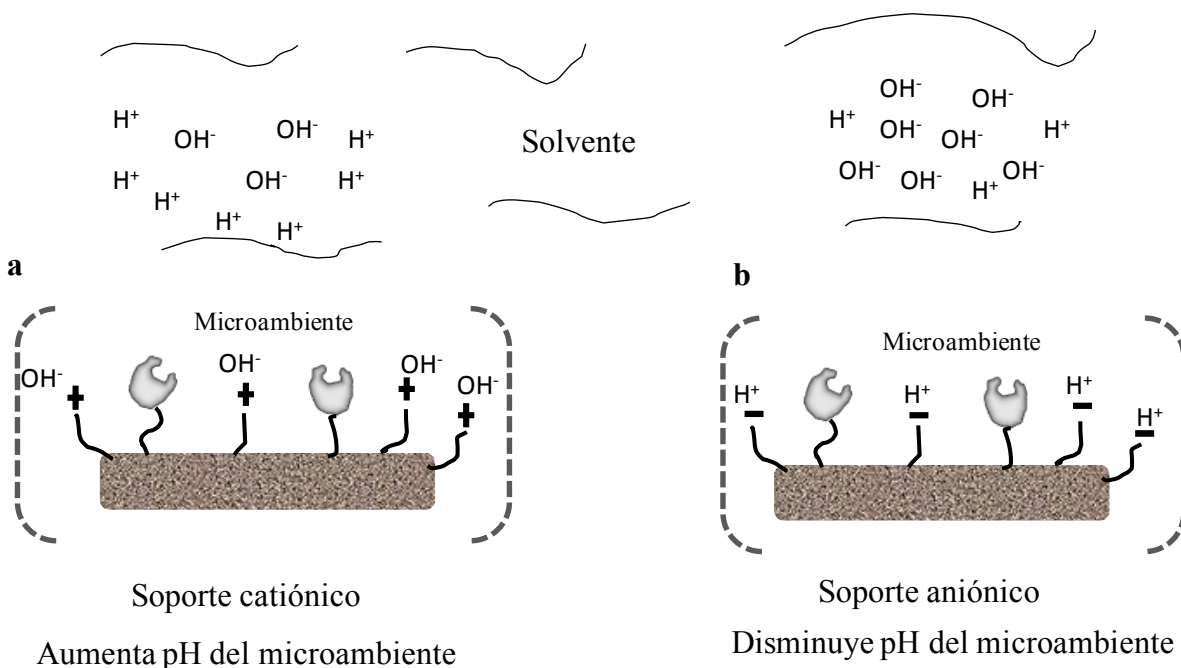 H⁺ OH⁻ OH⁻ H⁺
H⁺ H⁺ OH⁻ H⁺
H⁺ H⁺
Solvente
OH⁻ OH⁻
H⁺ OH⁻ OH⁻ H⁺
OH⁻ OH⁻ H⁺ OH⁻
a
Microambiente
OH⁻ + OH⁻ + + OH⁻ + OH⁻
Soporte catiónico
Aumenta pH del microambiente
b
Microambiente
H⁺ − H⁺ − H⁺ − H⁺ −
Soporte aniónico
Disminuye pH del microambiente